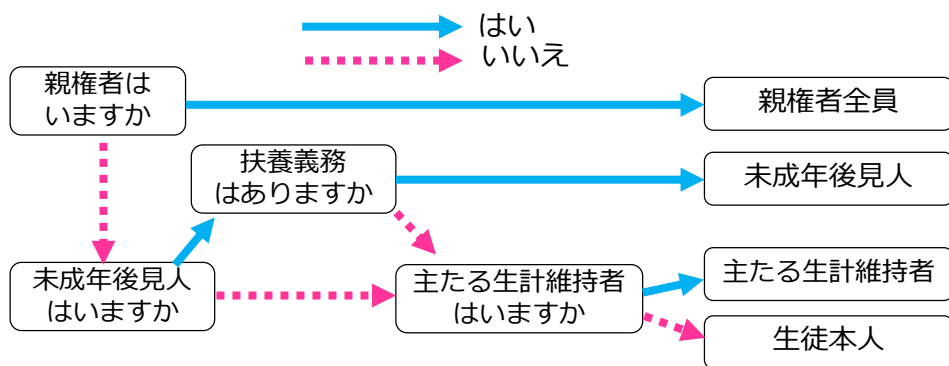 はい
いいえ
親権者は
いますか
親権者全員
扶養義務
はありますか
未成年後見人
未成年後見人
はいますか
主たる生計維持者
はいますか
主たる生計維持者
生徒本人